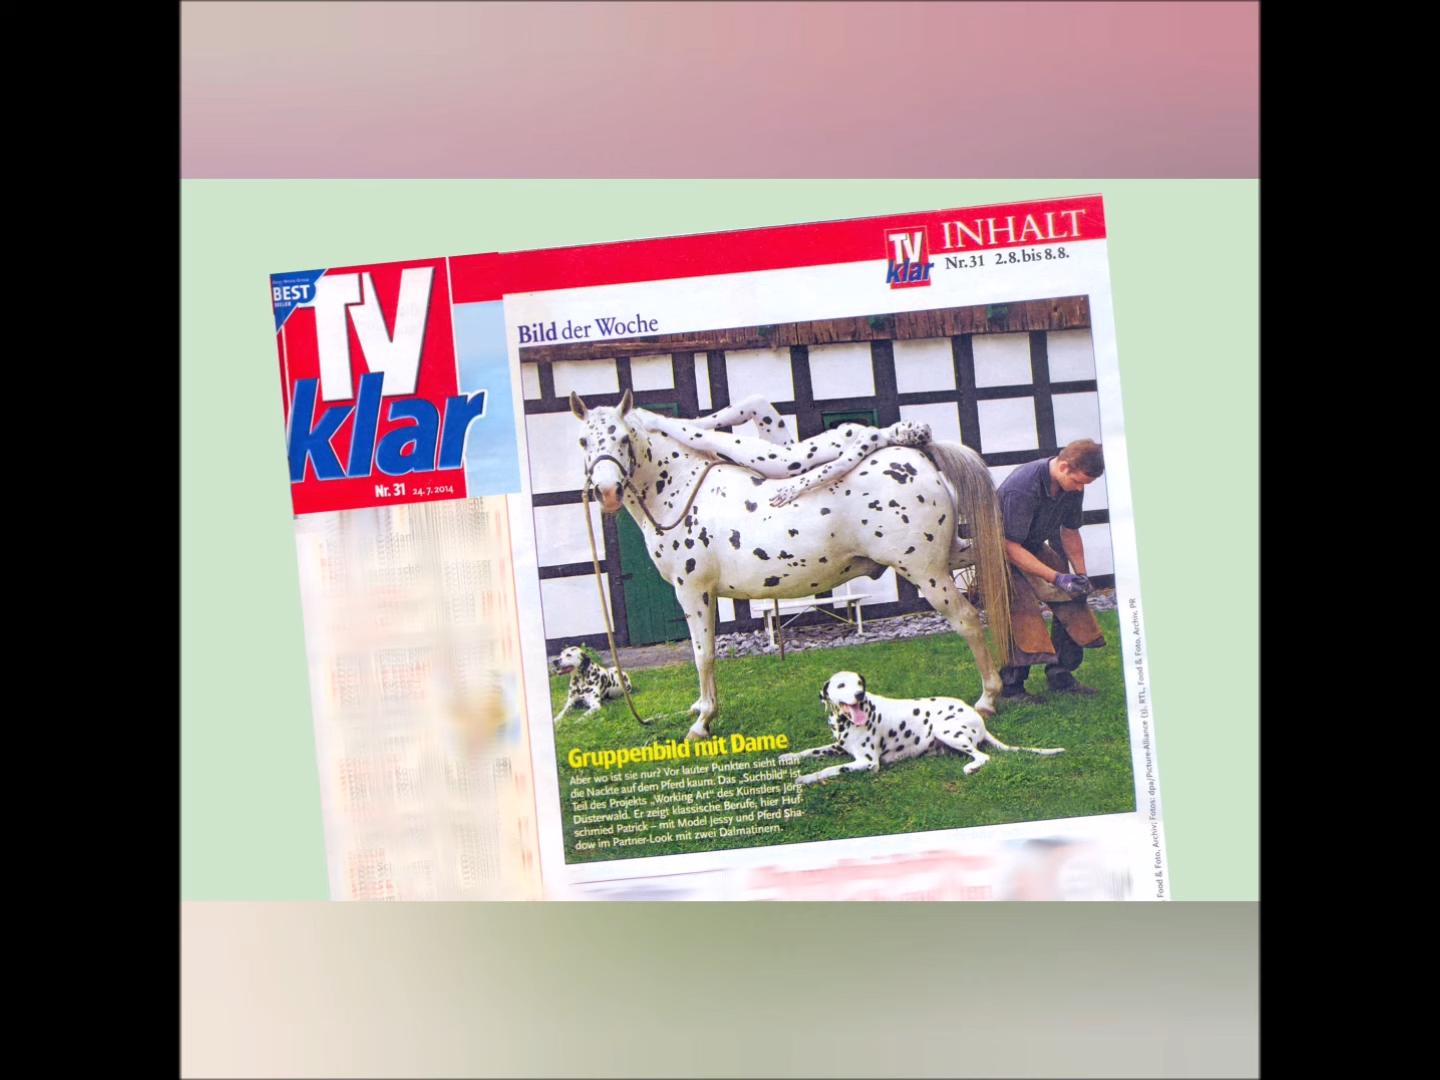 BEST
SELLER
TV
klar
Nr. 31 24.7.2014
TV
klar
INHALT
Nr. 31 2.8. bis 8.8.
Bild der Woche
Gruppenbild mit Dame
Aber wo ist sie nur? Vor lauter Punkten sieht man
die Nackte auf dem Pferd kaum. Das „Suchbild“ ist
Teil des Projekts „Working Art“ des Künstlers Jörg
Düsterwald. Er zeigt klassische Berufe, hier Huf-
schmied Patrick – mit Model Jessy und Pferd Sha-
dow im Partner-Look mit zwei Dalmatinern.
Food & Foto, Archiv; Fotos: dpa/Picture-Alliance (3), RTL, Food & Foto, Archiv, PR